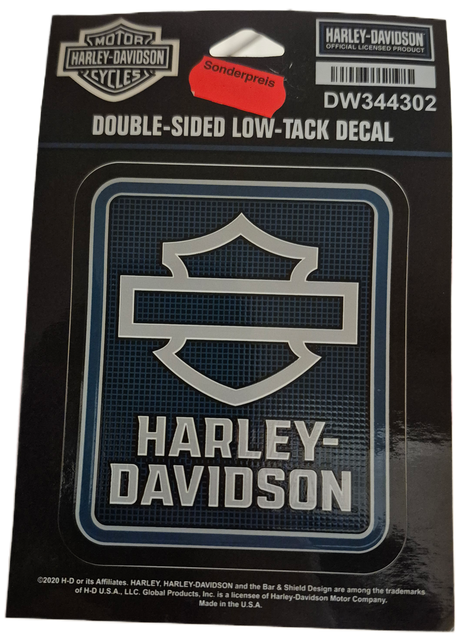 MOTOR
HARLEY-DAVIDSON
CYCLES
Sonderpreis
HARLEY-DAVIDSON
OFFICIAL LICENSED PRODUCT
DW344302
DOUBLE-SIDED LOW-TACK DECAL
HARLEY-
DAVIDSON
©2020 H-D or its Affiliates. HARLEY, HARLEY-DAVIDSON and the Bar & Shield Design are among the trademarks
of H-D U.S.A., LLC. Global Products, Inc. is a licensee of Harley-Davidson Motor Company.
Made in the U.S.A.